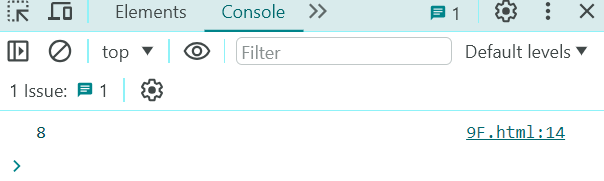 Elements Console 1
top Filter Default levels
1 Issue: 1
8 9F.html:14